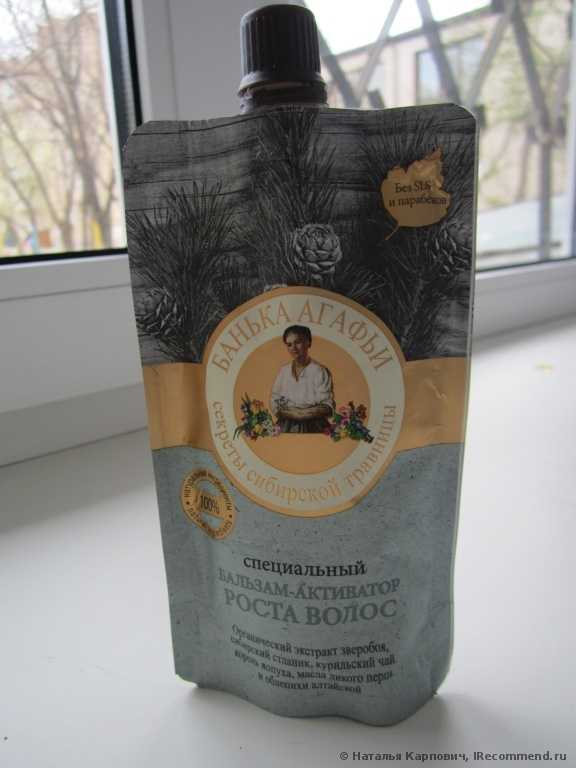 Без SLS
и парабенов
БАНЬКА АГАФЬИ
секреты сибирской травницы
НАТУРАЛЬНЫЕ
100%
специальный
БАЛЬЗАМ-АКТИВАТОР
РОСТА ВОЛОС
Органический экстракт зверобоя,
сибирский стланик, курильский чай
корень лопуха, масла дикого перца
и облепихи алтайской
© Наталья Карпович, IRecommend.ru